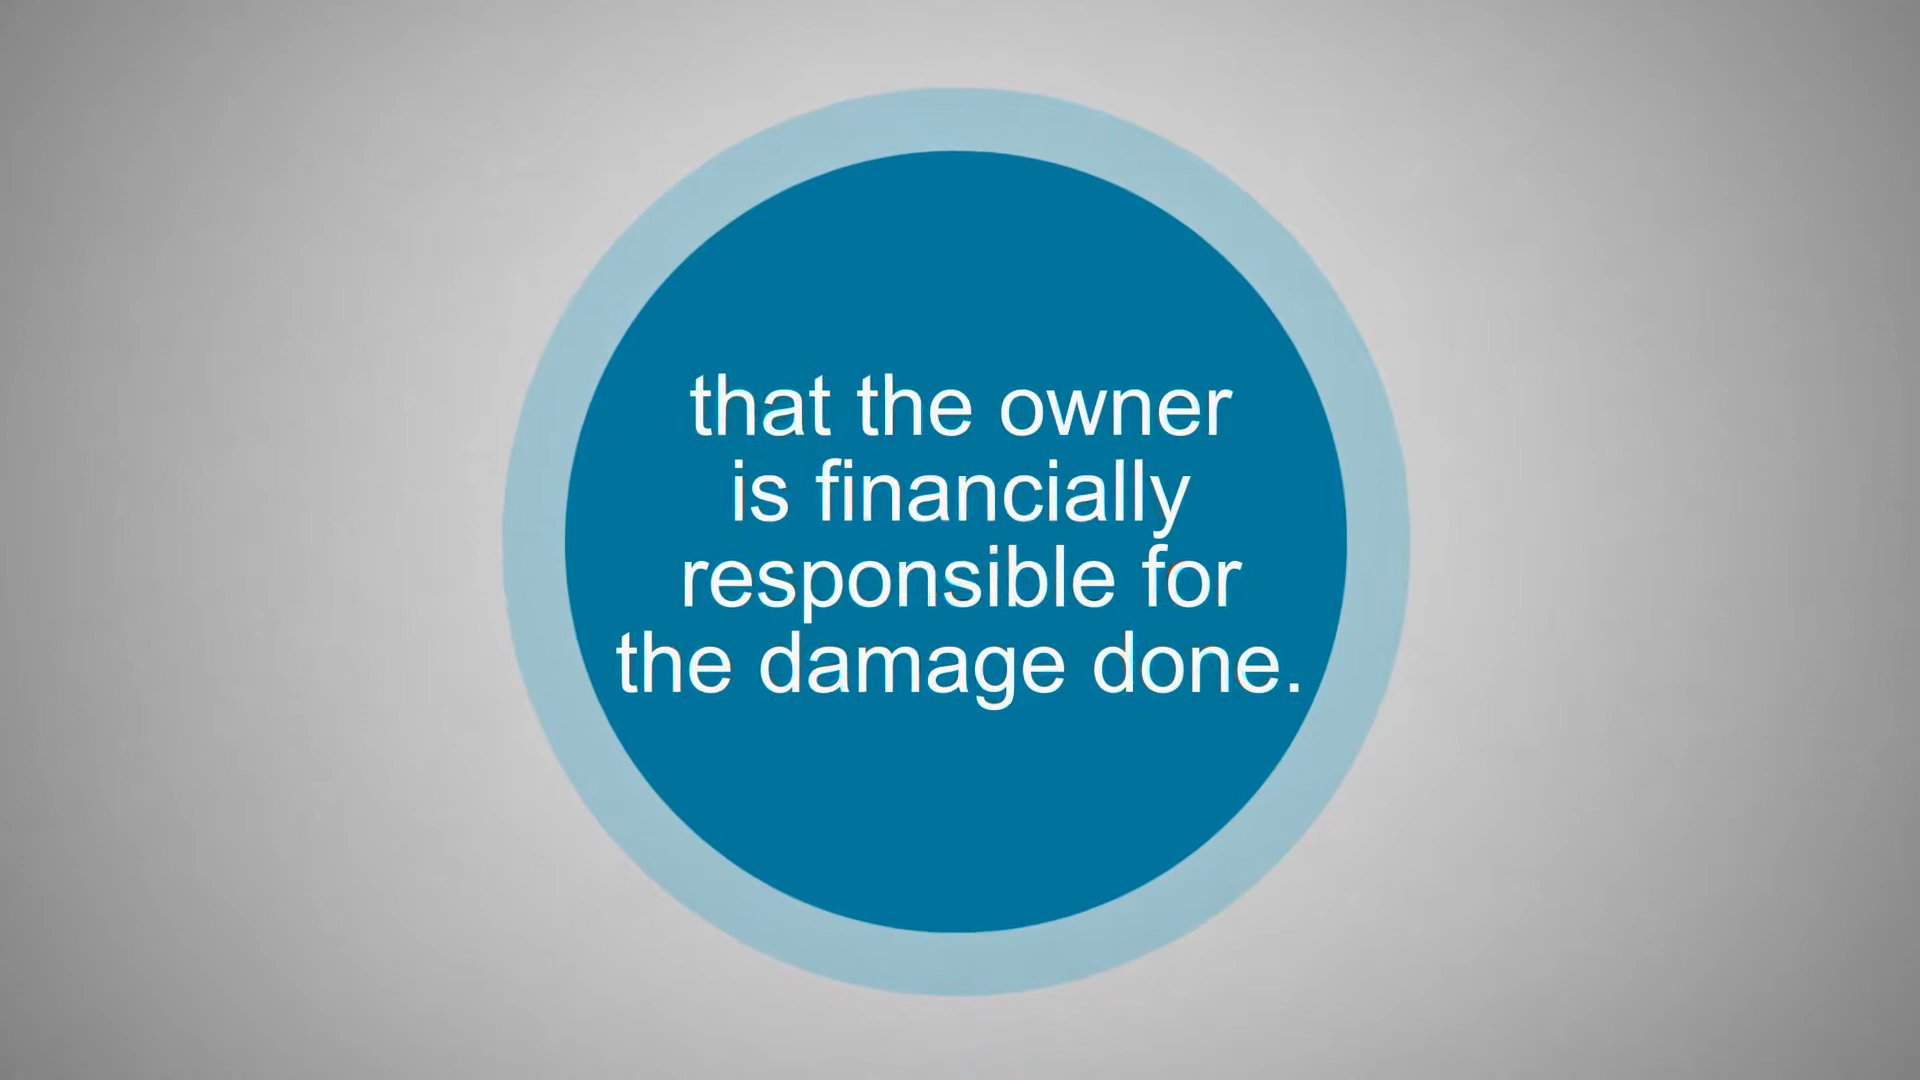 that the owner
is financially
responsible for
the damage done.